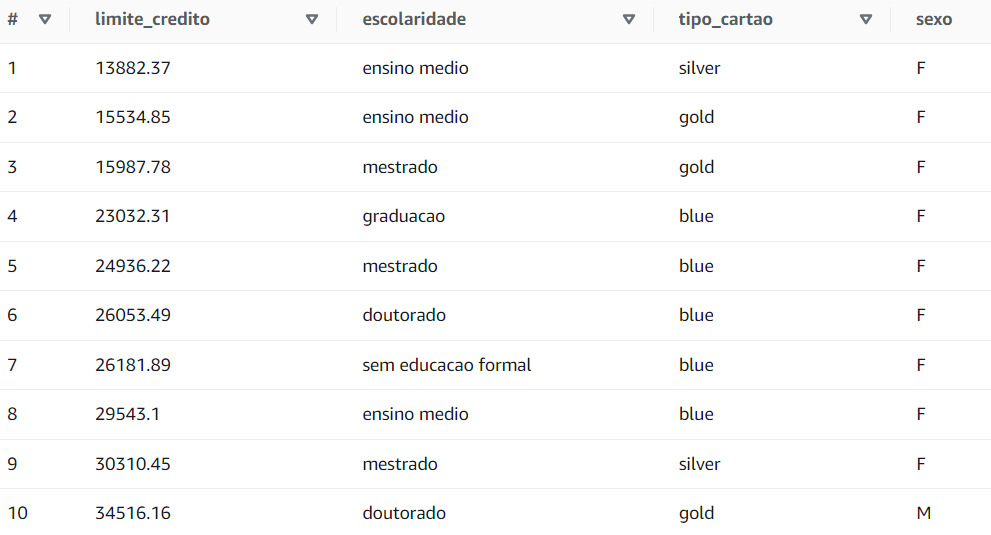 # limite_credito escolaridade tipo_cartao sexo
1 13882.37 ensino medio silver F
2 15534.85 ensino medio gold F
3 15987.78 mestrado gold F
4 23032.31 graduacao blue F
5 24936.22 mestrado blue F
6 26053.49 doutorado blue F
7 26181.89 sem educacao formal blue F
8 29543.1 ensino medio blue F
9 30310.45 mestrado silver F
10 34516.16 doutorado gold M